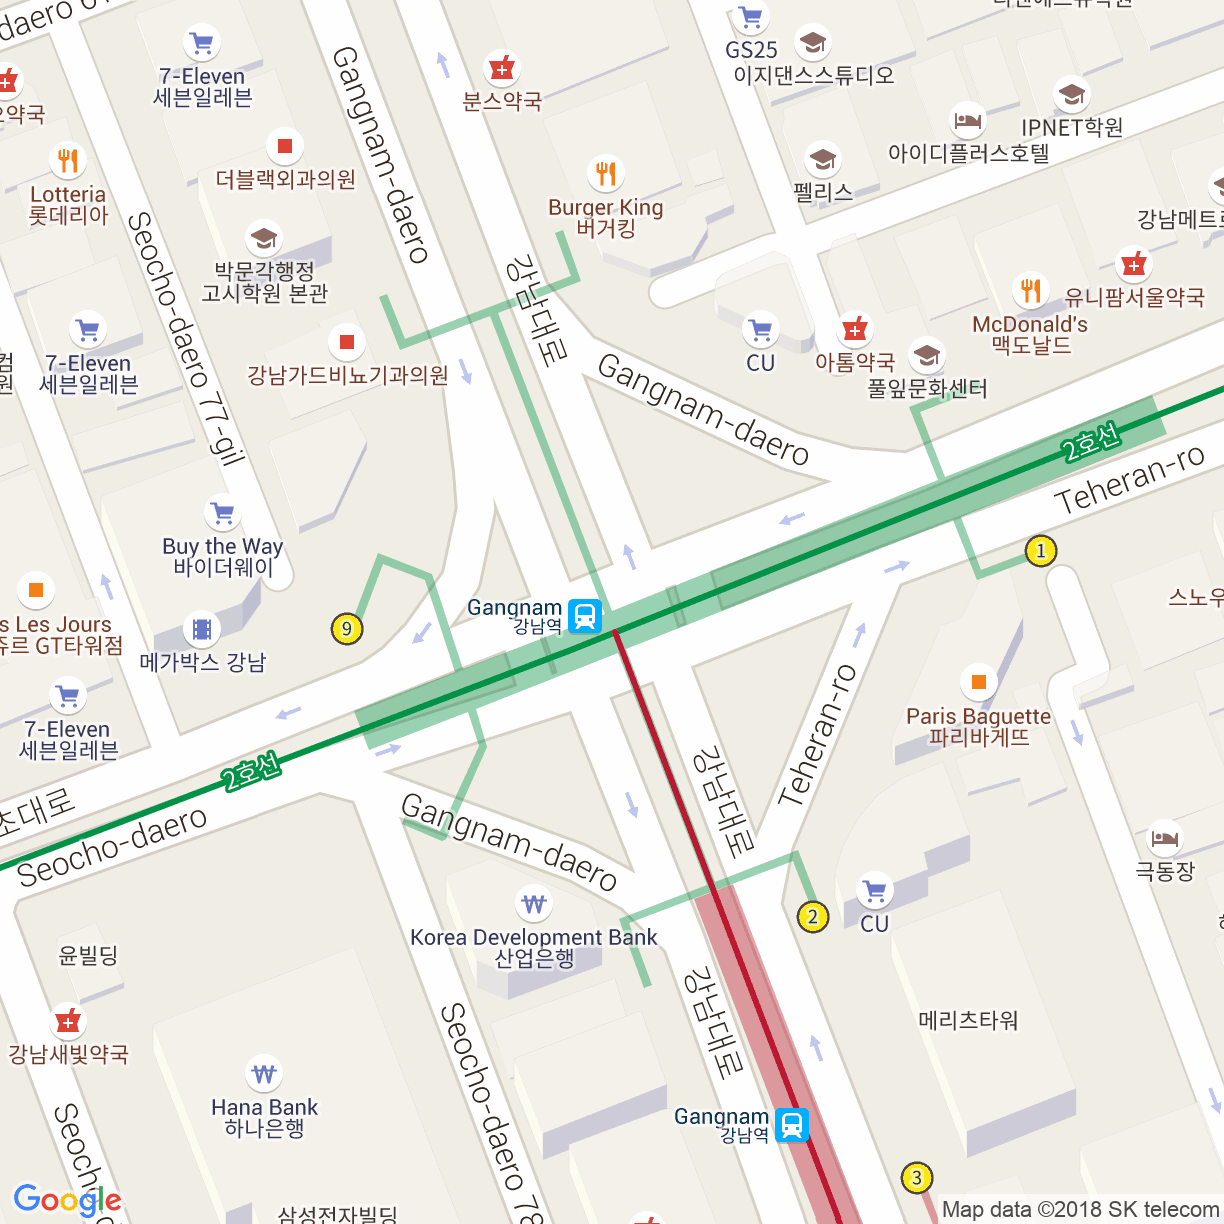 GS25
이지댄스스튜디오
7-Eleven
세븐일레븐
분스약국
IPNET학원
아이디플러스호텔
Gangnam-daero
더블랙외과의원
펠리스
Lotteria
롯데리아
Burger King
버거킹
강남메트로
박문각행정
고시학원 본관
Seocho-daero 77-gil
강남대로
유니팜서울약국
McDonald's
맥도날드
7-Eleven
세븐일레븐
강남가드비뇨기과의원
CU
아톰약국
풀잎문화센터
Gangnam-daero
2호선
Teheran-ro
Buy the Way
바이더웨이
1
스노우
Gangnam
강남역
9
s Les Jours
쥬르 GT타워점
메가박스 강남
7-Eleven
세븐일레븐
Teheran-ro
Paris Baguette
파리바게뜨
2호선
강남대로
초대로
Seocho-daero
Gangnam-daero
극동장
2
CU
Korea Development Bank
산업은행
윤빌딩
강남대로
메리츠타워
강남새빛약국
Seocho-daero 78
Hana Bank
하나은행
Gangnam
강남역
3
삼성전자빌딩
Google
Map data ©2018 SK telecom